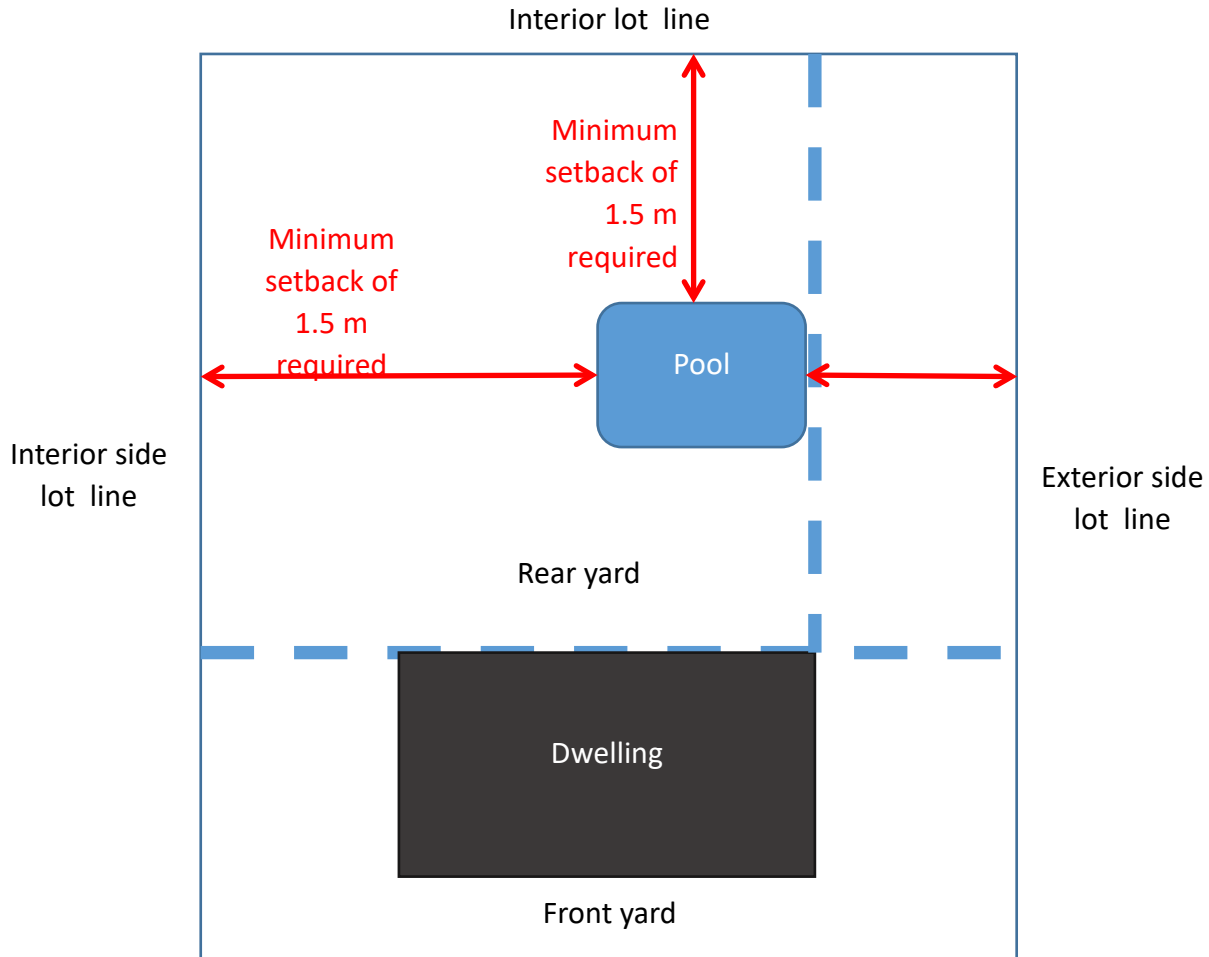 Interior lot line
Minimum
setback of
1.5 m
required
Minimum
setback of
1.5 m
required
Pool
Interior side
lot line
Exterior side
lot line
Rear yard
Dwelling
Front yard